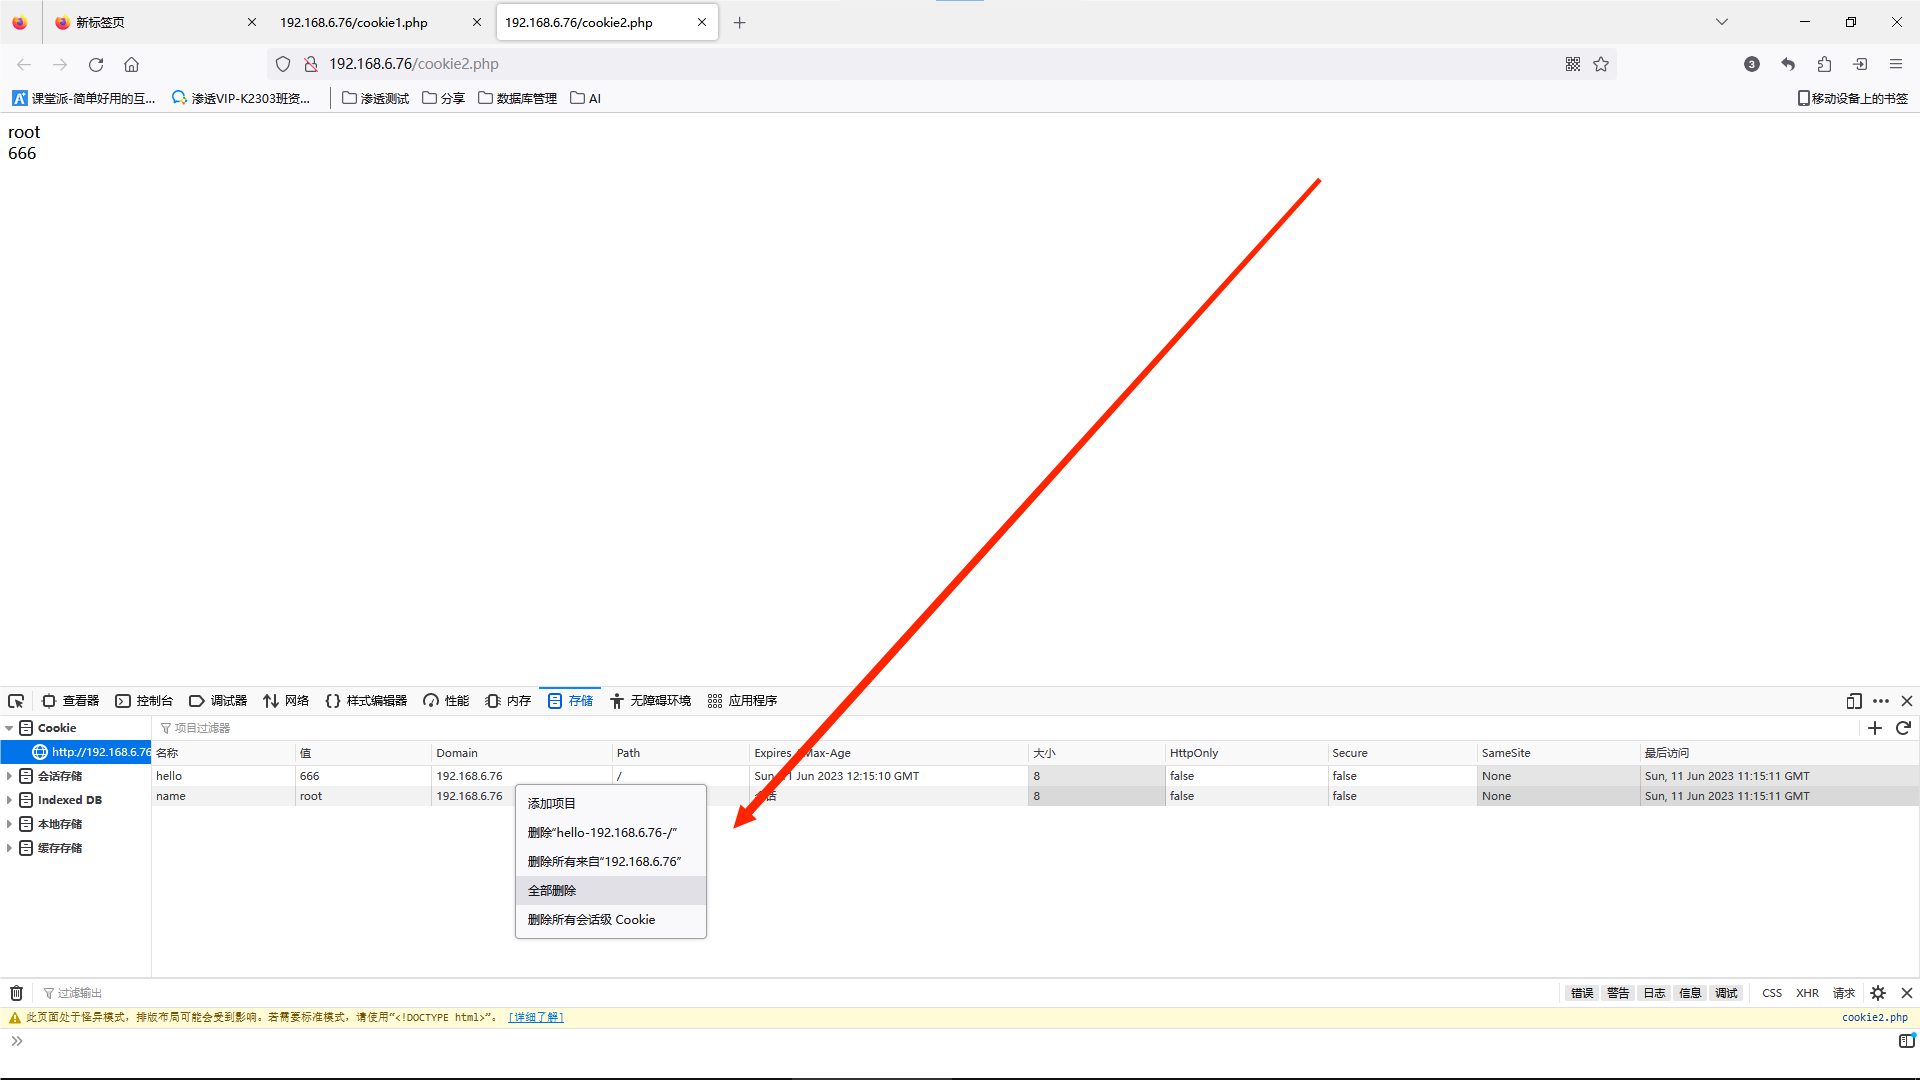 新标签页
192.168.6.76/cookie1.php
192.168.6.76/cookie2.php
192.168.6.76/cookie2.php
3
课堂派-简单好用的互...
渗透VIP-K2303班资...
渗透测试
分享
数据库管理
AI
移动设备上的书签
root
666
查看器
控制台
调试器
网络
样式编辑器
性能
内存
存储
无障碍环境
应用程序
Cookie
项目过滤器
http://192.168.6.76
名称 值 Domain Path Expires Max-Age 大小 HttpOnly Secure SameSite 最后访问
hello 666 192.168.6.76 / Sun, 11 Jun 2023 12:15:10 GMT 8 false false None Sun, 11 Jun 2023 11:15:11 GMT
name root 192.168.6.76 8 false false None Sun, 11 Jun 2023 11:15:11 GMT
会话存储
Indexed DB
本地存储
缓存存储
添加项目
删除“hello-192.168.6.76-/”
删除所有来自“192.168.6.76”
全部删除
删除所有会话级 Cookie
过滤输出
错误 警告 日志 信息 调试 CSS XHR 请求
此页面处于怪异模式，排版布局可能会受到影响。若需要标准模式，请使用“<!DOCTYPE html>”。 [详细了解]
cookie2.php